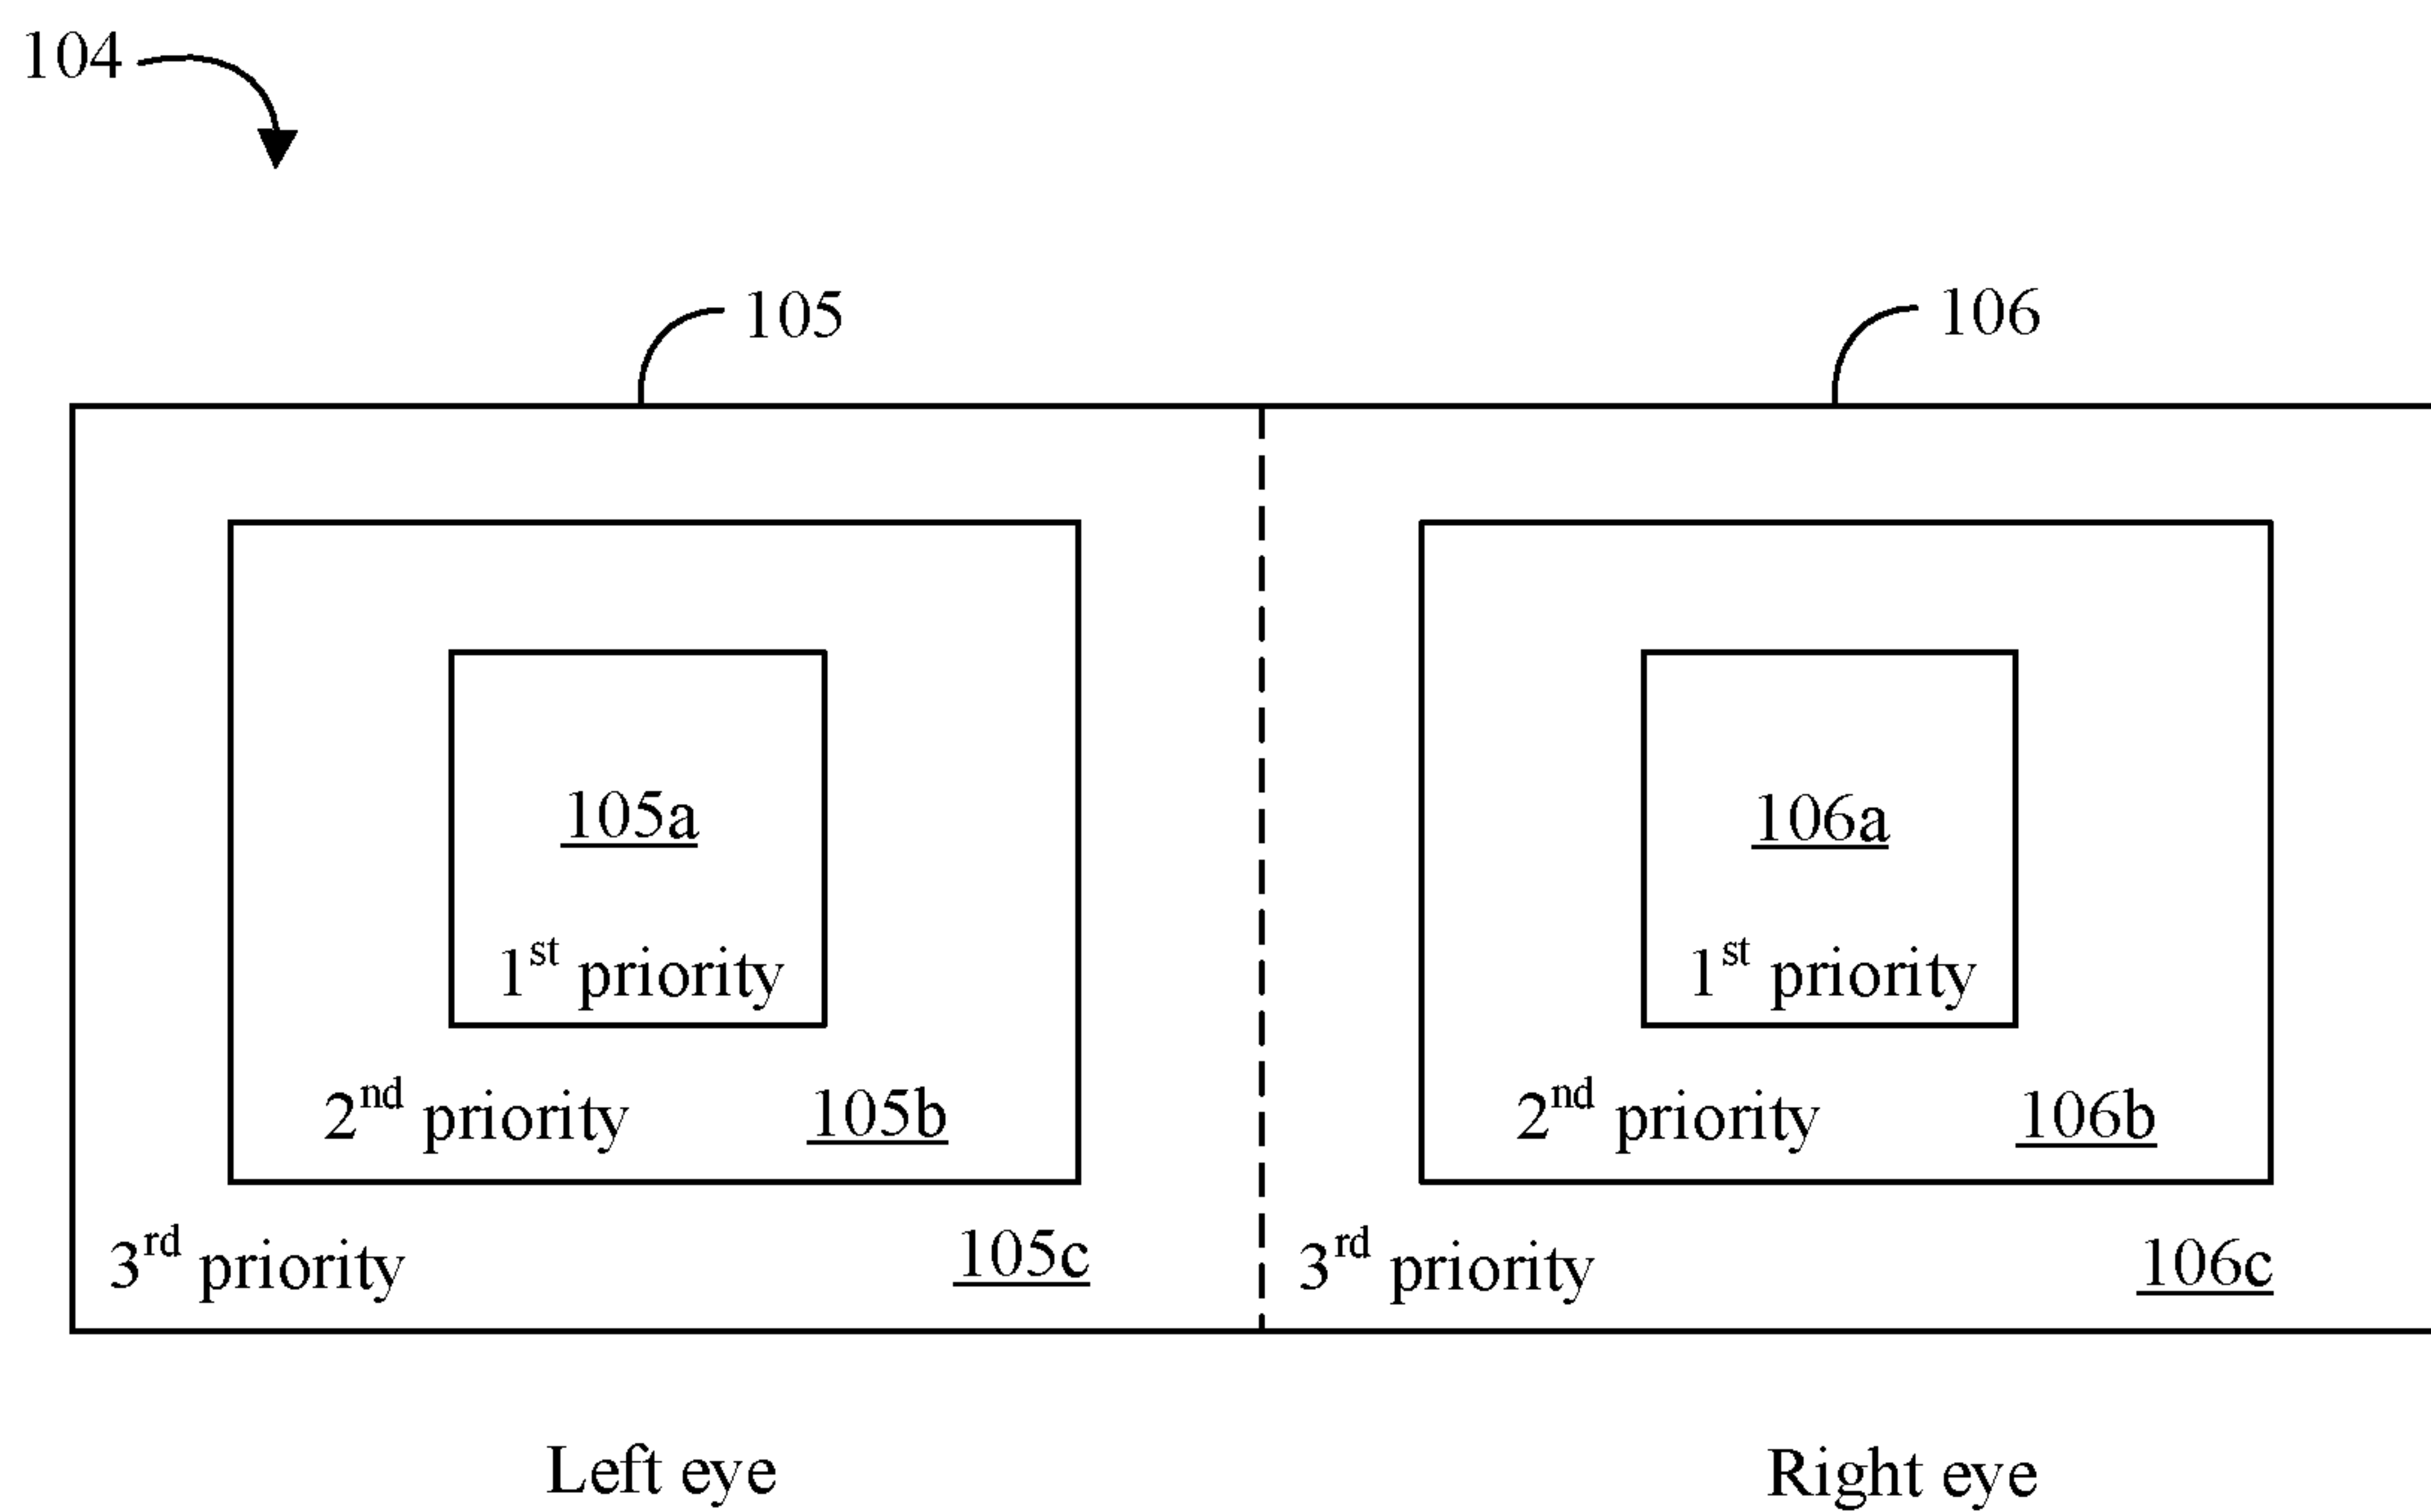 104
105
106
105a
106a
1st priority
1st priority
2nd priority 105b
2nd priority 106b
3rd priority 105c
3rd priority 106c
Left eye
Right eye